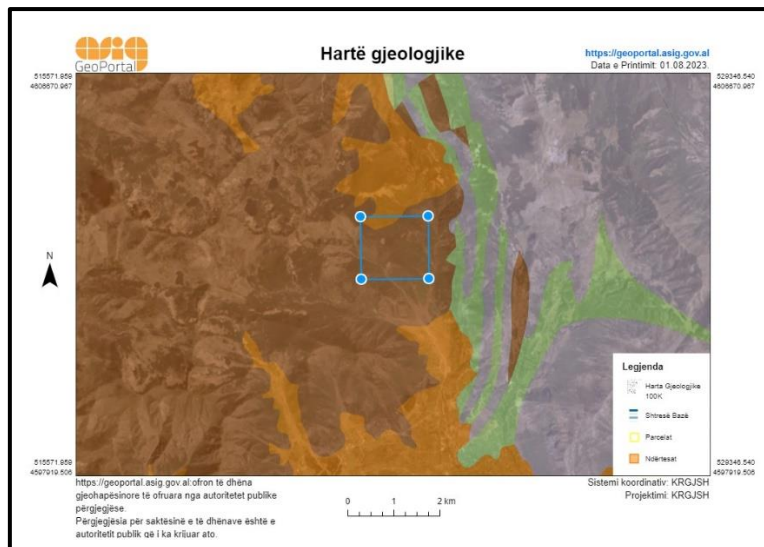 asig
GeoPortal
Hartë gjeologjike
https://geoportal.asig.gov.al
Data e Printimit: 01.08.2023.
515571.959
4606670.967
529346.540
4606670.967
N
Legjenda
Harta Gjeologjike
100K
Shtresë Bazë
Parcelat
Ndërtesat
515571.959
4597919.506
529346.540
4597919.506
https://geoportal.asig.gov.al:ofron të dhëna
gjeohapësinore të ofruara nga autoritetet publike
përgjegjëse.
Përgjegjësia për saktësinë e të dhënave është e
autoritetit publik që i ka krijuar ato.
0 1 2 km
Sistemi koordinativ: KRGJSH
Projektimi: KRGJSH